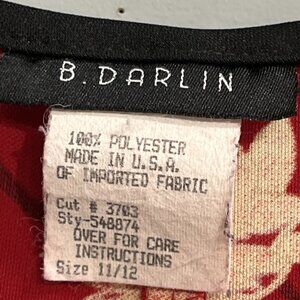 B. DARLIN
100% POLYESTER
MADE IN U.S.A.
OF IMPORTED FABRIC
Cut # 3703
Sty-548874
OVER FOR CARE
INSTRUCTIONS
Size 11/12